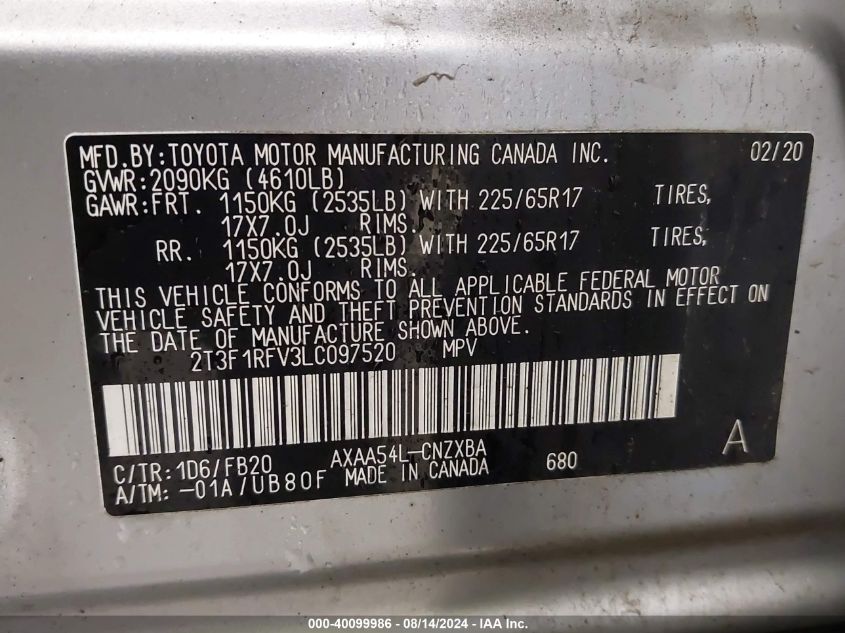 MFD.BY:TOYOTA MOTOR MANUFACTURING CANADA INC. 02/20
GVWR:2090KG (4610LB)
GAWR:FRT. 1150KG (2535LB) WITH 225/65R17 TIRES,
17X7.0J RIMS.
RR. 1150KG (2535LB) WITH 225/65R17 TIRES,
17X7.0J RIMS.
THIS VEHICLE CONFORMS TO ALL APPLICABLE FEDERAL MOTOR
VEHICLE SAFETY AND THEFT PREVENTION STANDARDS IN EFFECT ON
THE DATE OF MANUFACTURE SHOWN ABOVE.
2T3F1RFV3LC097520 MPV
C/TR:1D6/FB20 AXAA54L-CNZXBA 680 A
A/TM:-01A/UB80F MADE IN CANADA
000-40099986 - 08/14/2024 - IAA Inc.